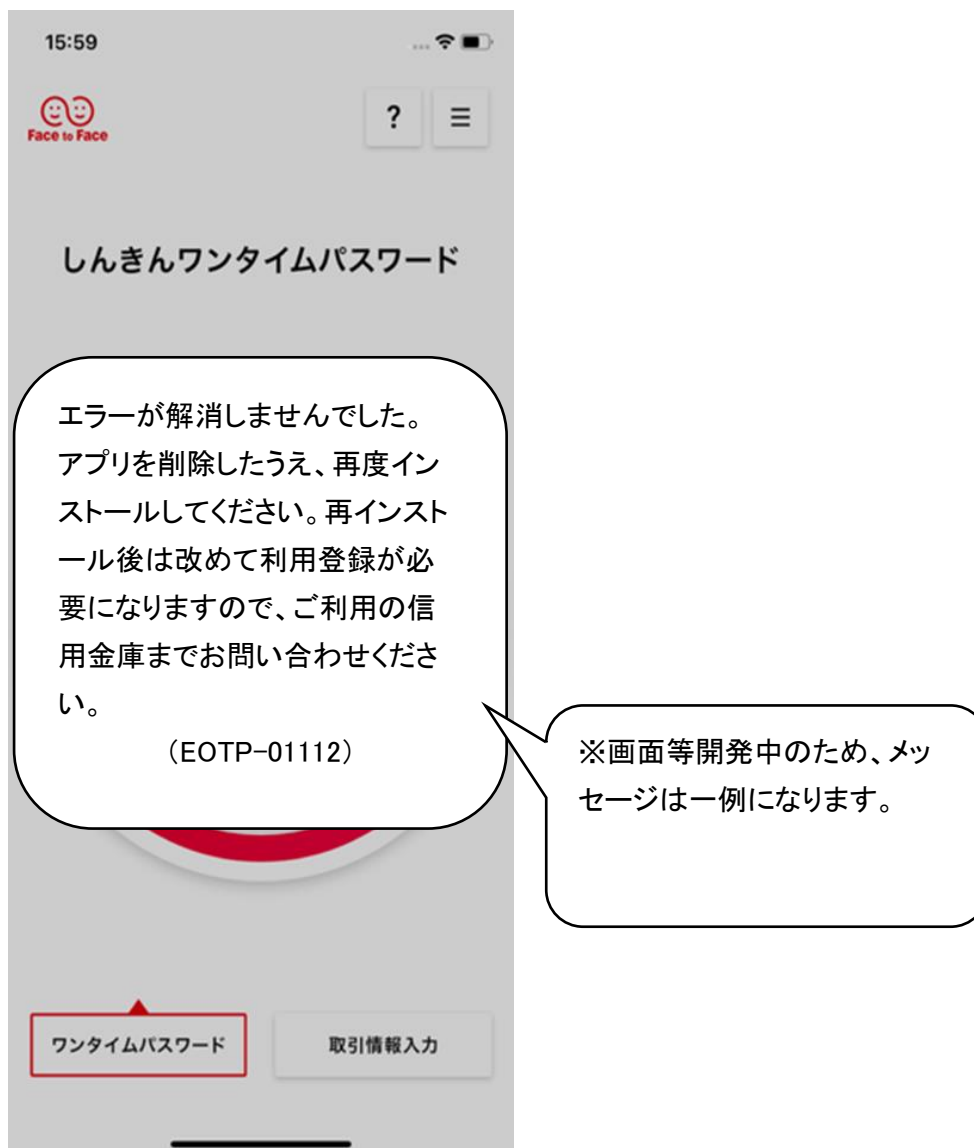 15:59
Face to Face
?
しんきんワンタイムパスワード
エラーが解消しませんでした。
アプリを削除したうえ、再度イン
ストールしてください。再インスト
ール後は改めて利用登録が必
要になりますので、ご利用の信
用金庫までお問い合わせくださ
い。
（EOTP-01112）
※画面等開発中のため、メッ
セージは一例になります。
ワンタイムパスワード
取引情報入力